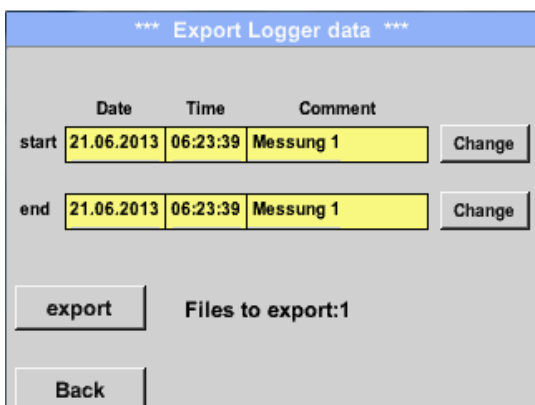 *** Export Logger data ***
Date Time Comment
start 21.06.2013 06:23:39 Messung 1 Change
end 21.06.2013 06:23:39 Messung 1 Change
export Files to export:1
Back